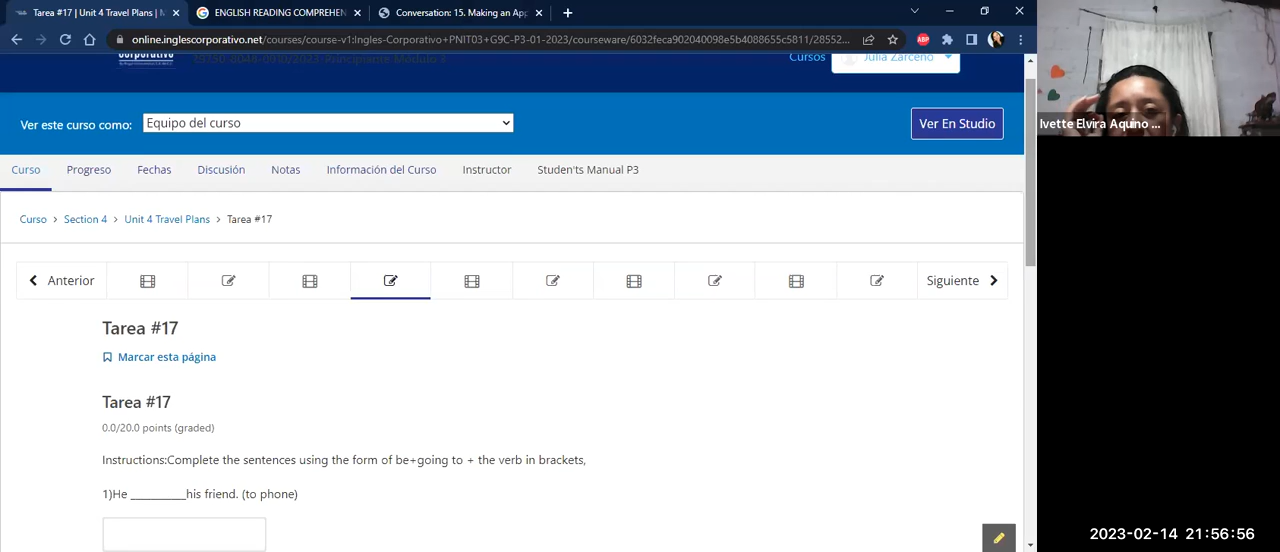 Tarea #17 | Unit 4 Travel Plans | M
ENGLISH READING COMPREHEN
Conversation: 15. Making an App
online.inglescorporativo.net/courses/course-v1:Ingles-Corporativo+PNIT03+G9C-P3-01-2023/courseware/6032feca902040098e5b4088655c5811/28552...
ABP
Cursos
Julia Zarceño
Ver este curso como:
Equipo del curso
Ver En Studio
Curso
Progreso
Fechas
Discusión
Notas
Información del Curso
Instructor
Studen'ts Manual P3
Curso > Section 4 > Unit 4 Travel Plans > Tarea #17
Anterior
Siguiente
Tarea #17
Marcar esta página
Tarea #17
0.0/20.0 points (graded)
Instructions:Complete the sentences using the form of be+going to + the verb in brackets,
1)He _________his friend. (to phone)
Ivette Elvira Aquino ...
2023-02-14 21:56:56